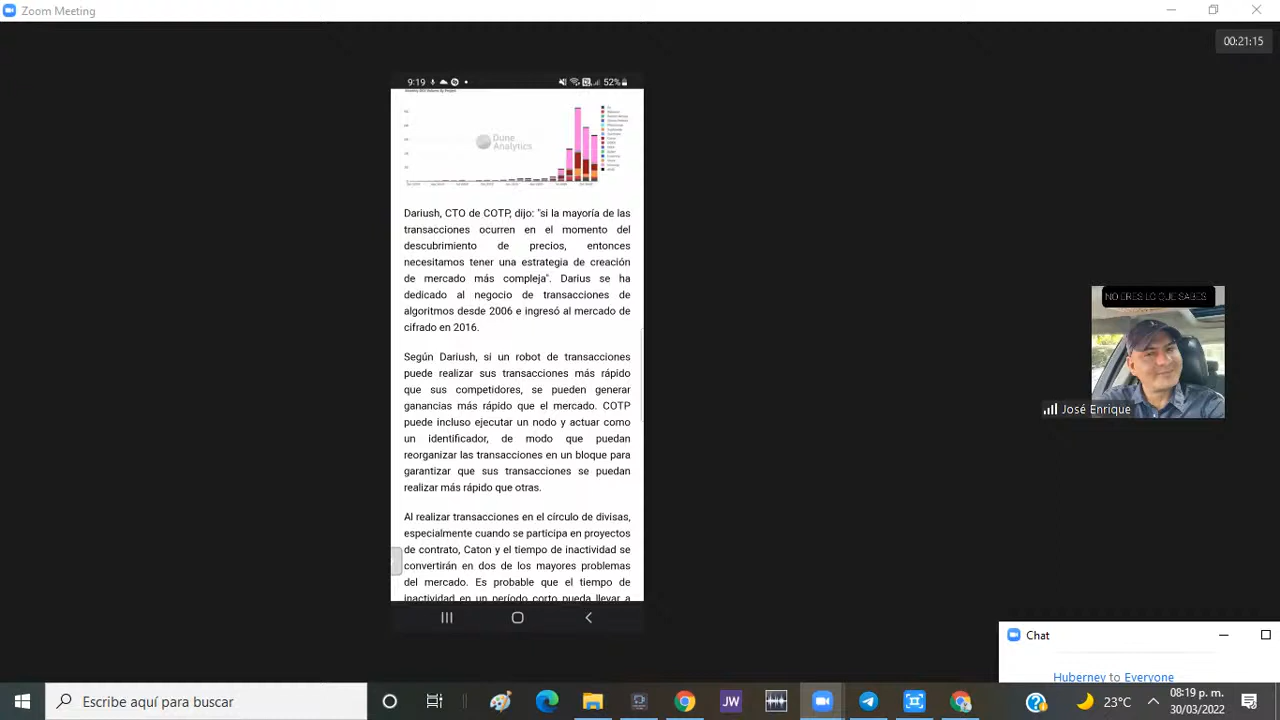 Zoom Meeting
00:21:15
9:19
52%
Dune
Analytics
Dariush, CTO de COTP, dijo: "si la mayoría de las
transacciones ocurren en el momento del
descubrimiento de precios, entonces
necesitamos tener una estrategia de creación
de mercado más compleja". Darius se ha
dedicado al negocio de transacciones de
algoritmos desde 2006 e ingresó al mercado de
cifrado en 2016.
Según Dariush, si un robot de transacciones
puede realizar sus transacciones más rápido
que sus competidores, se pueden generar
ganancias más rápido que el mercado. COTP
puede incluso ejecutar un nodo y actuar como
un identificador, de modo que puedan
reorganizar las transacciones en un bloque para
garantizar que sus transacciones se puedan
realizar más rápido que otras.
Al realizar transacciones en el círculo de divisas,
especialmente cuando se participa en proyectos
de contrato, Caton y el tiempo de inactividad se
convertirán en dos de los mayores problemas
del mercado. Es probable que el tiempo de
inactividad en un período corto pueda llevar a
NO ERES LO QUE SABES
José Enrique
Chat
Huberney to Everyone
Escribe aquí para buscar
JW
23°C
08:19 p. m.
30/03/2022